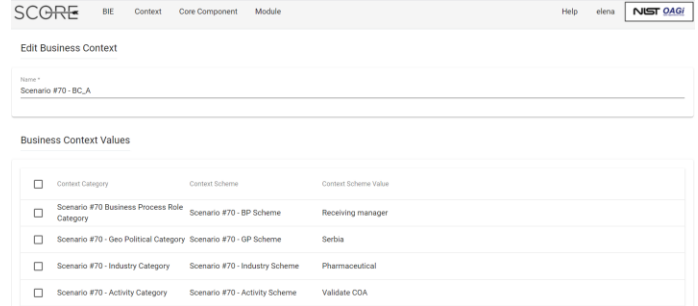 SCORE BIE Context Core Component Module Help elena NIST OAGi
Edit Business Context
Name *
Scenario #70 - BC_A
Business Context Values
Context Category Context Scheme Context Scheme Value
Scenario #70 Business Process Role
Category Scenario #70 - BP Scheme Receiving manager
Scenario #70 - Geo Political Category Scenario #70 - GP Scheme Serbia
Scenario #70 - Industry Category Scenario #70 - Industry Scheme Pharmaceutical
Scenario #70 - Activity Category Scenario #70 - Activity Scheme Validate COA